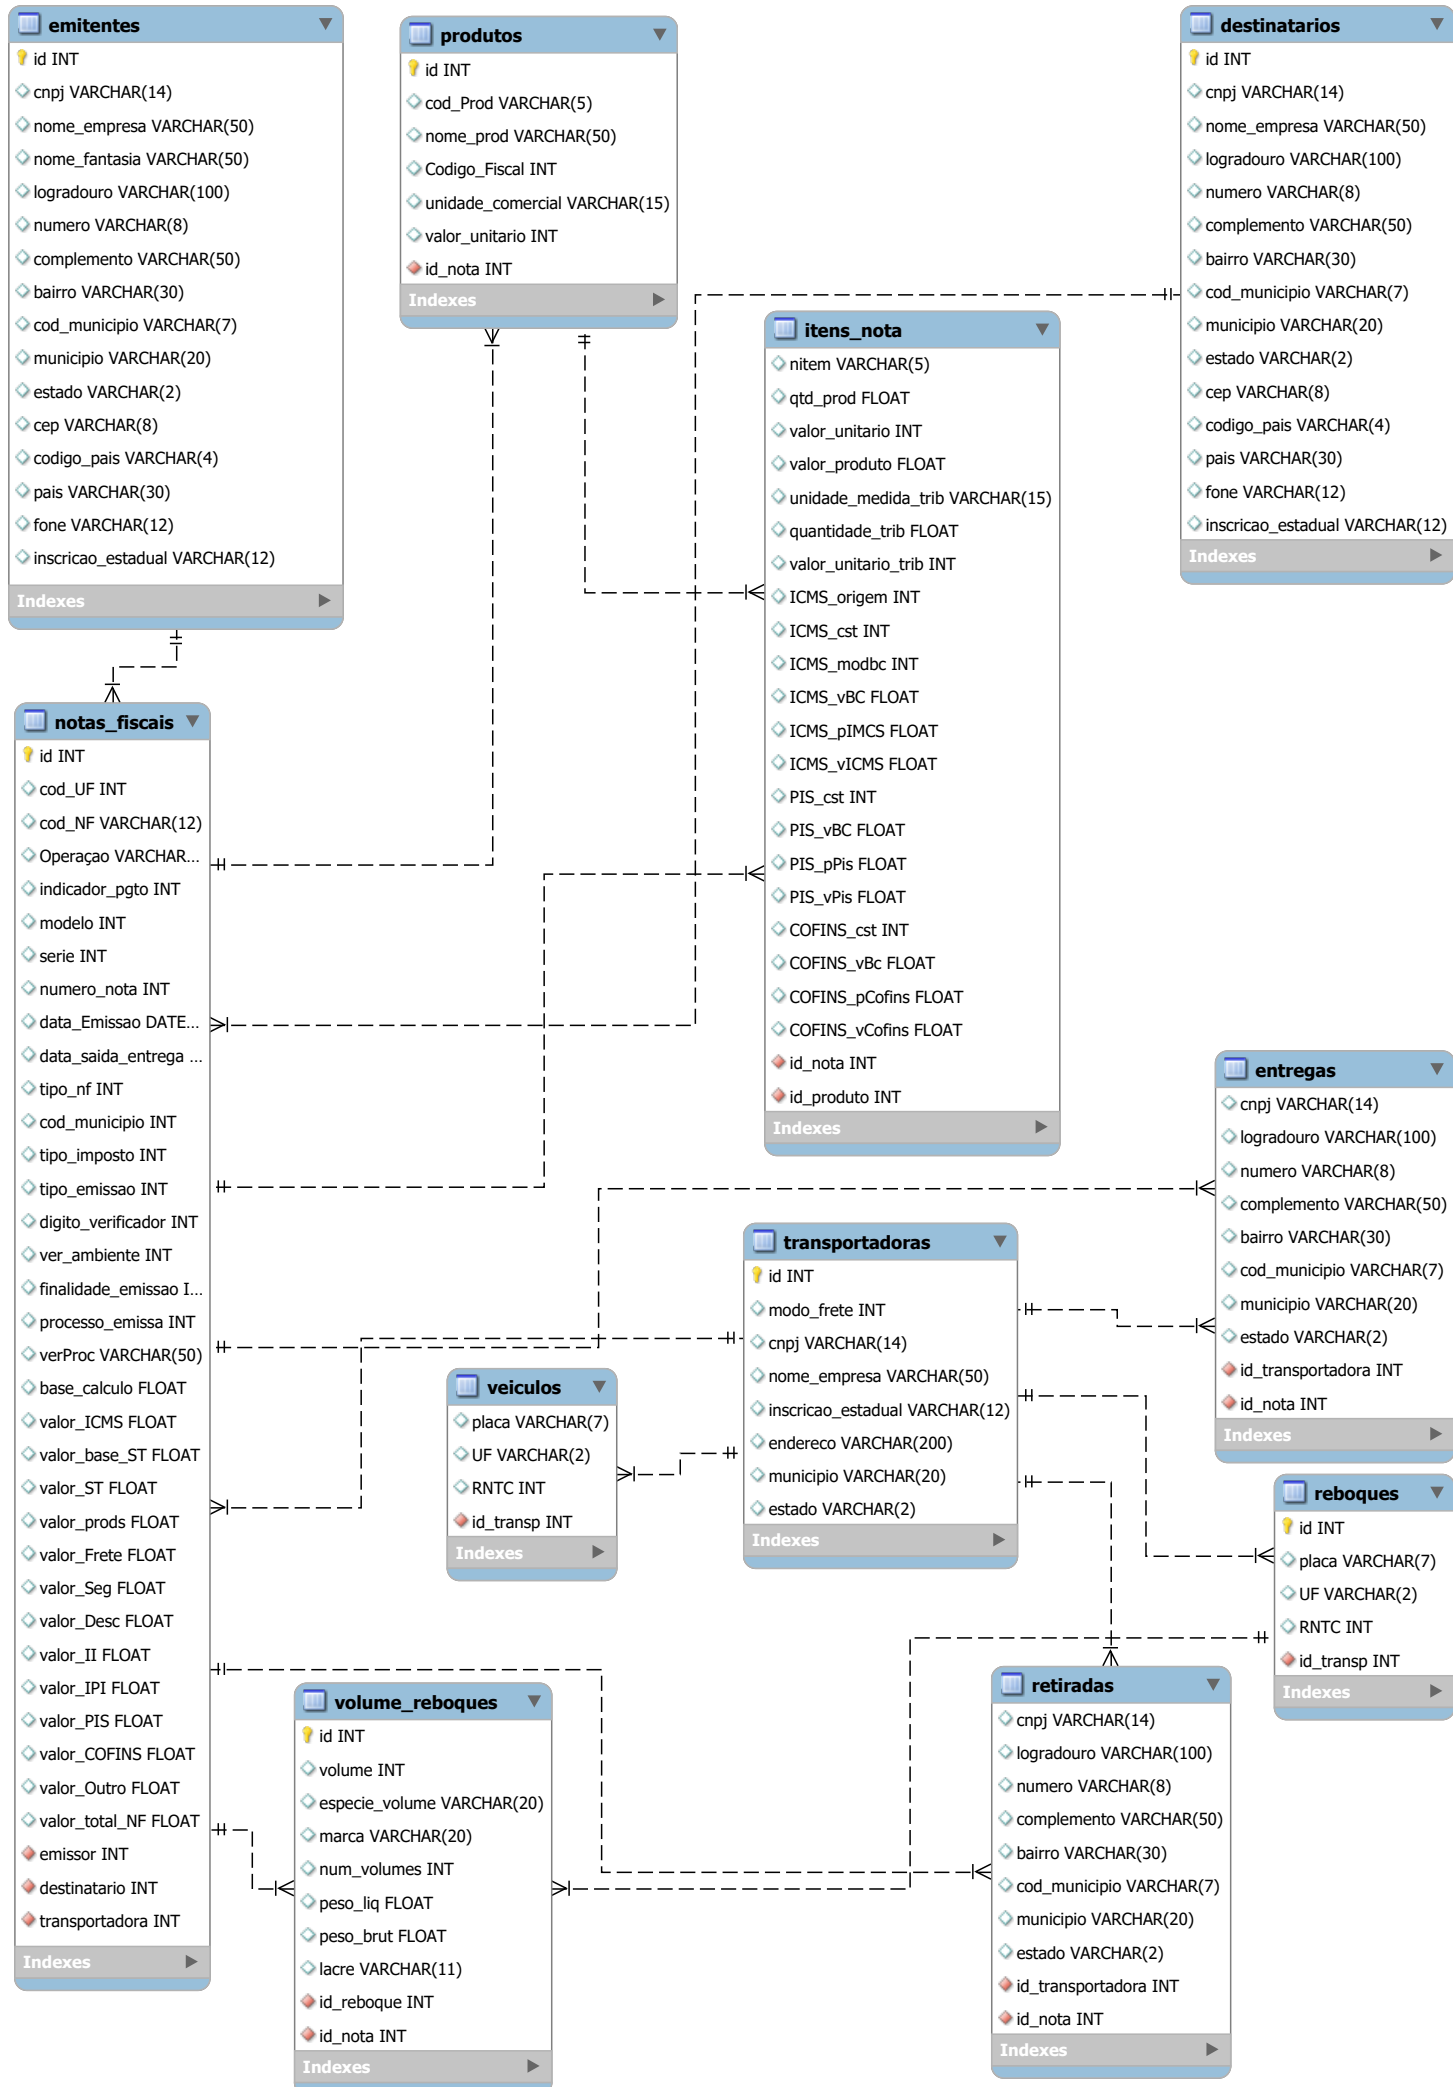 emitentes
id INT
cnpj VARCHAR(14)
nome_empresa VARCHAR(50)
nome_fantasia VARCHAR(50)
logradouro VARCHAR(100)
numero VARCHAR(8)
complemento VARCHAR(50)
bairro VARCHAR(30)
cod_municipio VARCHAR(7)
municipio VARCHAR(20)
estado VARCHAR(2)
cep VARCHAR(8)
codigo_pais VARCHAR(4)
pais VARCHAR(30)
fone VARCHAR(12)
inscricao_estadual VARCHAR(12)
Indexes
produtos
id INT
cod_Prod VARCHAR(5)
nome_prod VARCHAR(50)
Codigo_Fiscal INT
unidade_comercial VARCHAR(15)
valor_unitario INT
id_nota INT
Indexes
destinatarios
id INT
cnpj VARCHAR(14)
nome_empresa VARCHAR(50)
logradouro VARCHAR(100)
numero VARCHAR(8)
complemento VARCHAR(50)
bairro VARCHAR(30)
cod_municipio VARCHAR(7)
municipio VARCHAR(20)
estado VARCHAR(2)
cep VARCHAR(8)
codigo_pais VARCHAR(4)
pais VARCHAR(30)
fone VARCHAR(12)
inscricao_estadual VARCHAR(12)
Indexes
itens_nota
nitem VARCHAR(5)
qtd_prod FLOAT
valor_unitario INT
valor_produto FLOAT
unidade_medida_trib VARCHAR(15)
quantidade_trib FLOAT
valor_unitario_trib INT
ICMS_origem INT
ICMS_cst INT
ICMS_modbc INT
ICMS_vBC FLOAT
ICMS_pIMCS FLOAT
ICMS_vICMS FLOAT
PIS_cst INT
PIS_vBC FLOAT
PIS_pPis FLOAT
PIS_vPis FLOAT
COFINS_cst INT
COFINS_vBc FLOAT
COFINS_pCofins FLOAT
COFINS_vCofins FLOAT
id_nota INT
id_produto INT
Indexes
notas_fiscais
id INT
cod_UF INT
cod_NF VARCHAR(12)
Operaçao VARCHAR...
indicador_pgto INT
modelo INT
serie INT
numero_nota INT
data_Emissao DATE...
data_saida_entrega ...
tipo_nf INT
cod_municipio INT
tipo_imposto INT
tipo_emissao INT
digito_verificador INT
ver_ambiente INT
finalidade_emissao I...
processo_emissa INT
verProc VARCHAR(50)
base_calculo FLOAT
valor_ICMS FLOAT
valor_base_ST FLOAT
valor_ST FLOAT
valor_prods FLOAT
valor_Frete FLOAT
valor_Seg FLOAT
valor_Desc FLOAT
valor_II FLOAT
valor_IPI FLOAT
valor_PIS FLOAT
valor_COFINS FLOAT
valor_Outro FLOAT
valor_total_NF FLOAT
emissor INT
destinatario INT
transportadora INT
Indexes
entregas
cnpj VARCHAR(14)
logradouro VARCHAR(100)
numero VARCHAR(8)
complemento VARCHAR(50)
bairro VARCHAR(30)
cod_municipio VARCHAR(7)
municipio VARCHAR(20)
estado VARCHAR(2)
id_transportadora INT
id_nota INT
Indexes
transportadoras
id INT
modo_frete INT
cnpj VARCHAR(14)
nome_empresa VARCHAR(50)
inscricao_estadual VARCHAR(12)
endereco VARCHAR(200)
municipio VARCHAR(20)
estado VARCHAR(2)
Indexes
veiculos
placa VARCHAR(7)
UF VARCHAR(2)
RNTC INT
id_transp INT
Indexes
reboques
id INT
placa VARCHAR(7)
UF VARCHAR(2)
RNTC INT
id_transp INT
Indexes
volume_reboques
id INT
volume INT
especie_volume VARCHAR(20)
marca VARCHAR(20)
num_volumes INT
peso_liq FLOAT
peso_brut FLOAT
lacre VARCHAR(11)
id_reboque INT
id_nota INT
Indexes
retiradas
cnpj VARCHAR(14)
logradouro VARCHAR(100)
numero VARCHAR(8)
complemento VARCHAR(50)
bairro VARCHAR(30)
cod_municipio VARCHAR(7)
municipio VARCHAR(20)
estado VARCHAR(2)
id_transportadora INT
id_nota INT
Indexes